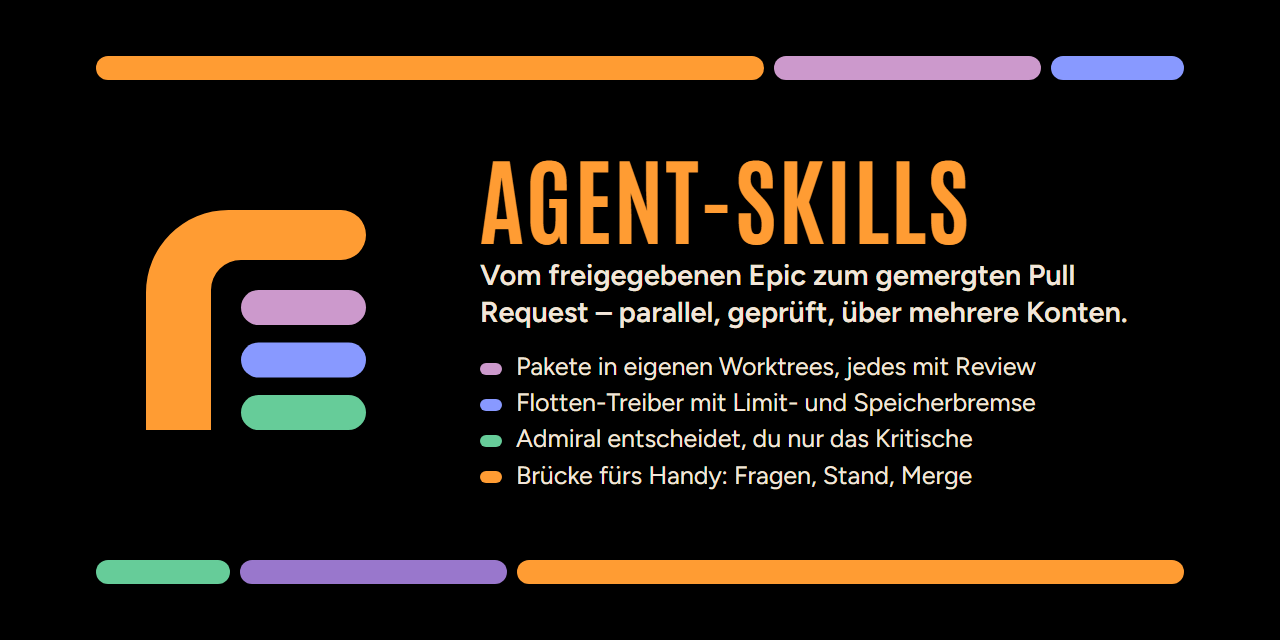 AGENT-SKILLS
Vom freigegebenen Epic zum gemergten Pull
Request – parallel, geprüft, über mehrere Konten.
Pakete in eigenen Worktrees, jedes mit Review
Flotten-Treiber mit Limit- und Speicherbremse
Admiral entscheidet, du nur das Kritische
Brücke fürs Handy: Fragen, Stand, Merge